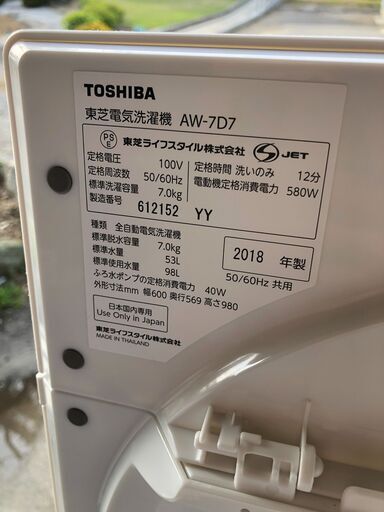 TOSHIBA
東芝電気洗濯機 AW-7D7
PS E 東芝ライフスタイル株式会社 S JET
定格電圧 100V
定格周波数 50/60Hz
標準洗濯容量 7.0kg
製造番号 612152 YY
定格時間 洗いのみ 12分
電動機定格消費電力 580W
種類 全自動電気洗濯機
標準脱水容量 7.0kg
標準水量 53L
標準使用水量 98L
ふろ水ポンプの定格消費電力 40W
外形寸法mm 幅600 奥行569 高さ980
2018 年製
50/60Hz 共用
日本国内専用
Use Only in Japan
東芝ライフスタイル株式会社
MADE IN THAILAND